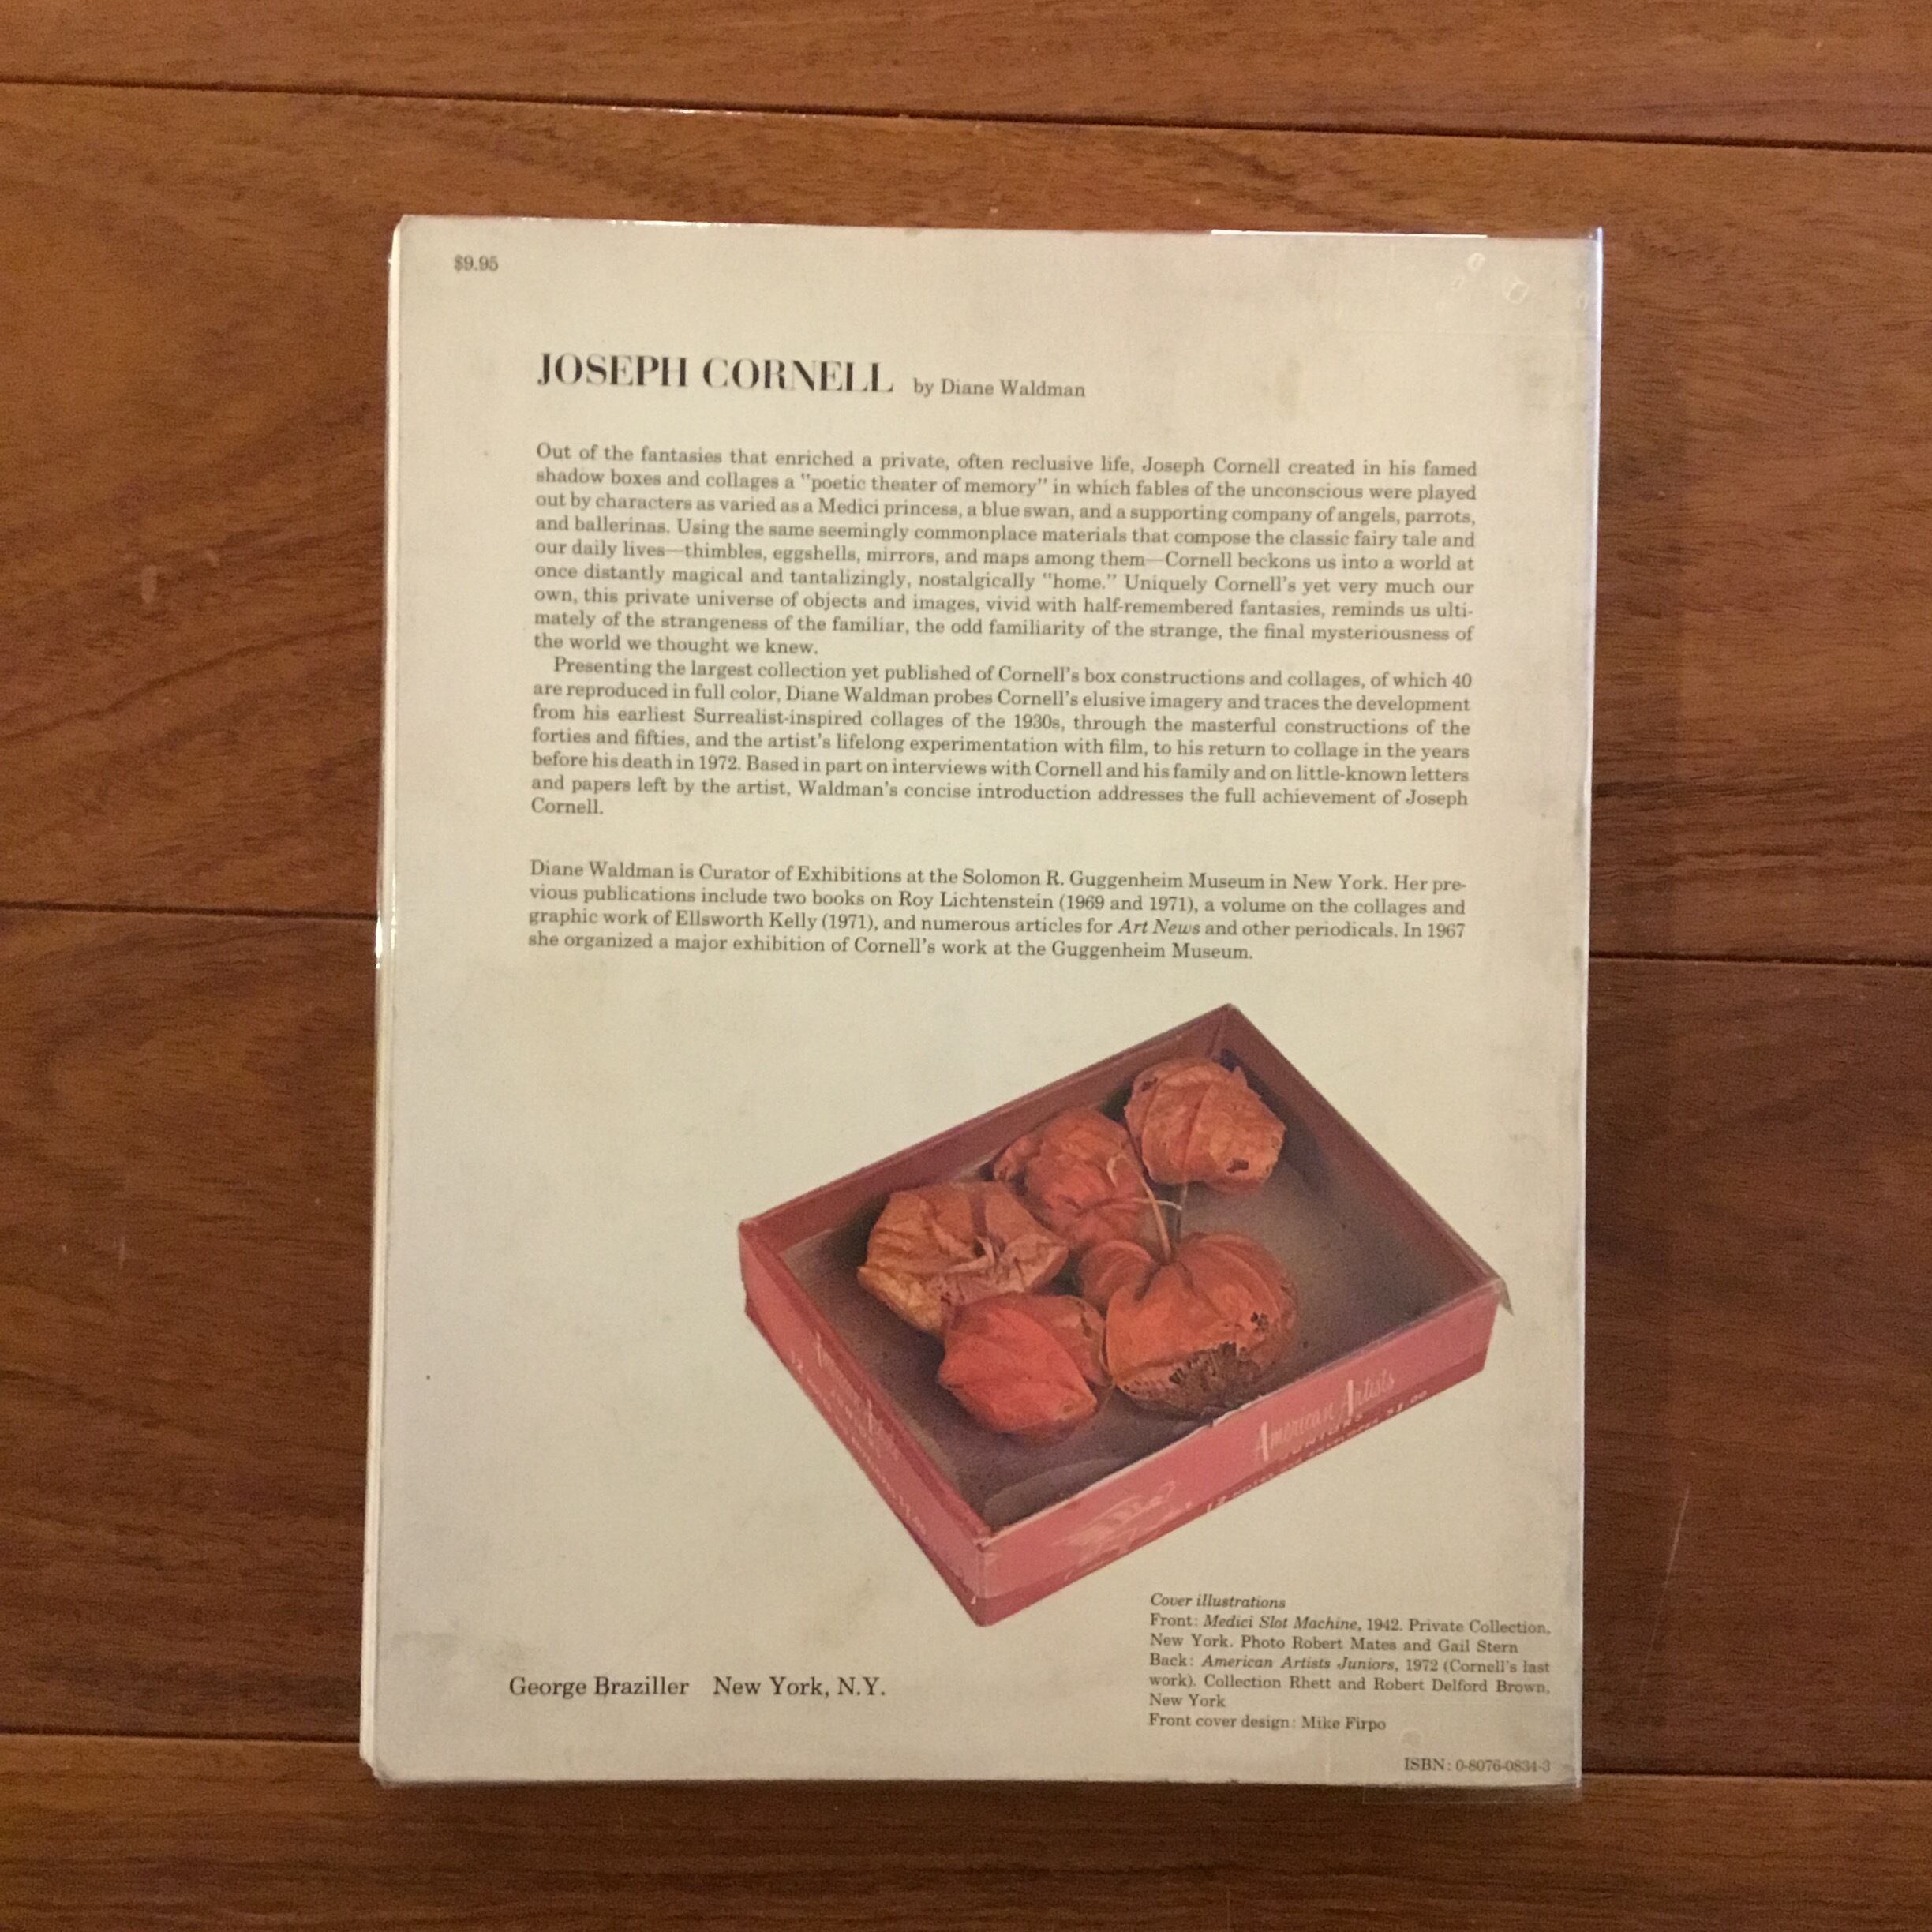 $9.95
JOSEPH CORNELL by Diane Waldman
Out of the fantasies that enriched a private, often reclusive life, Joseph Cornell created in his famed
shadow boxes and collages a "poetic theater of memory" in which fables of the unconscious were played
out by characters as varied as a Medici princess, a blue swan, and a supporting company of angels, parrots,
and ballerinas. Using the same seemingly commonplace materials that compose the classic fairy tale and
our daily lives—thimbles, eggshells, mirrors, and maps among them—Cornell beckons us into a world at
once distantly magical and tantalizingly, nostalgically "home." Uniquely Cornell's yet very much our
own, this private universe of objects and images, vivid with half-remembered fantasies, reminds us ulti-
mately of the strangeness of the familiar, the odd familiarity of the strange, the final mysteriousness of
the world we thought we knew.
Presenting the largest collection yet published of Cornell's box constructions and collages, of which 40
are reproduced in full color, Diane Waldman probes Cornell's elusive imagery and traces the development
from his earliest Surrealist-inspired collages of the 1930s, through the masterful constructions of the
forties and fifties, and the artist's lifelong experimentation with film, to his return to collage in the years
before his death in 1972. Based in part on interviews with Cornell and his family and on little-known letters
and papers left by the artist, Waldman's concise introduction addresses the full achievement of Joseph
Cornell.
Diane Waldman is Curator of Exhibitions at the Solomon R. Guggenheim Museum in New York. Her pre-
vious publications include two books on Roy Lichtenstein (1969 and 1971), a volume on the collages and
graphic work of Ellsworth Kelly (1971), and numerous articles for Art News and other periodicals. In 1967
she organized a major exhibition of Cornell's work at the Guggenheim Museum.
American Artists
Cover illustrations
Front: Medici Slot Machine, 1942. Private Collection,
New York. Photo Robert Mates and Gail Stern
Back: American Artists Juniors, 1972 (Cornell's last
work). Collection Rhett and Robert Delford Brown,
New York
Front cover design: Mike Firpo
George Braziller New York, N.Y.
ISBN: 0-8076-0834-3